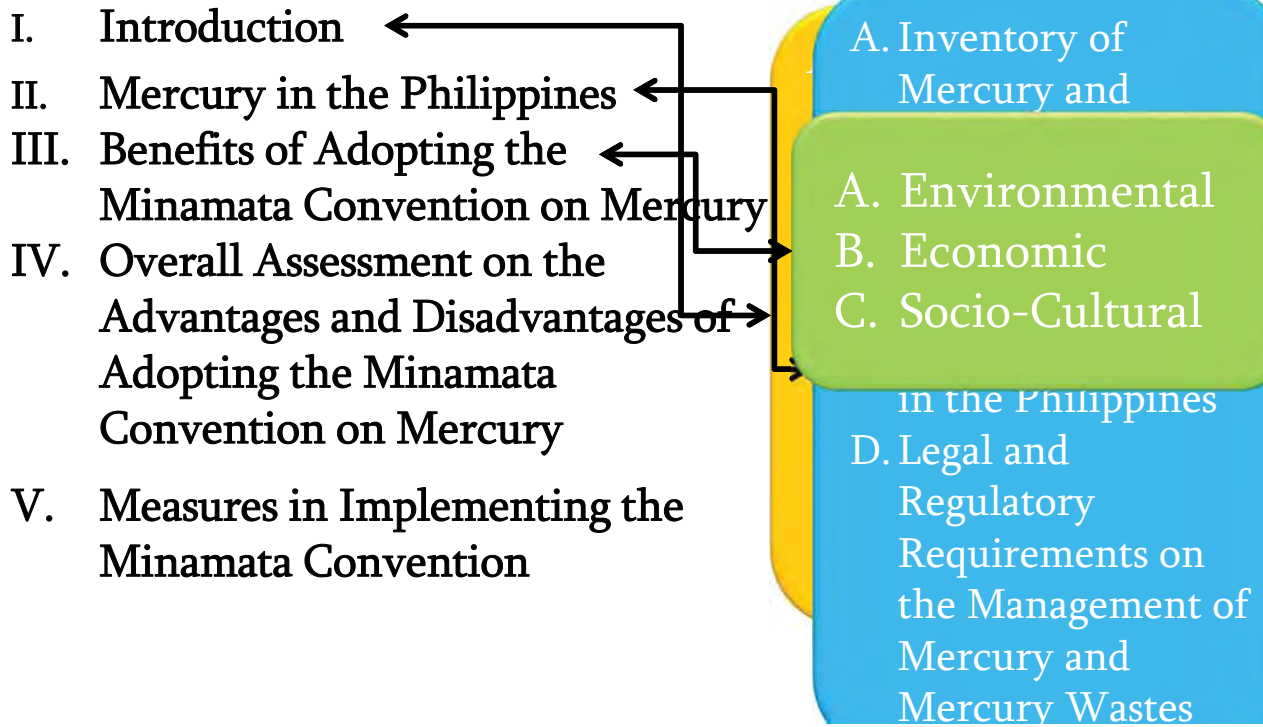 I. Introduction
II. Mercury in the Philippines
III. Benefits of Adopting the
Minamata Convention on Mercury
IV. Overall Assessment on the
Advantages and Disadvantages of
Adopting the Minamata
Convention on Mercury
V. Measures in Implementing the
Minamata Convention
A. Inventory of
Mercury and
A. Environmental
B. Economic
C. Socio-Cultural
in the Philippines
D. Legal and
Regulatory
Requirements on
the Management of
Mercury and
Mercury Wastes